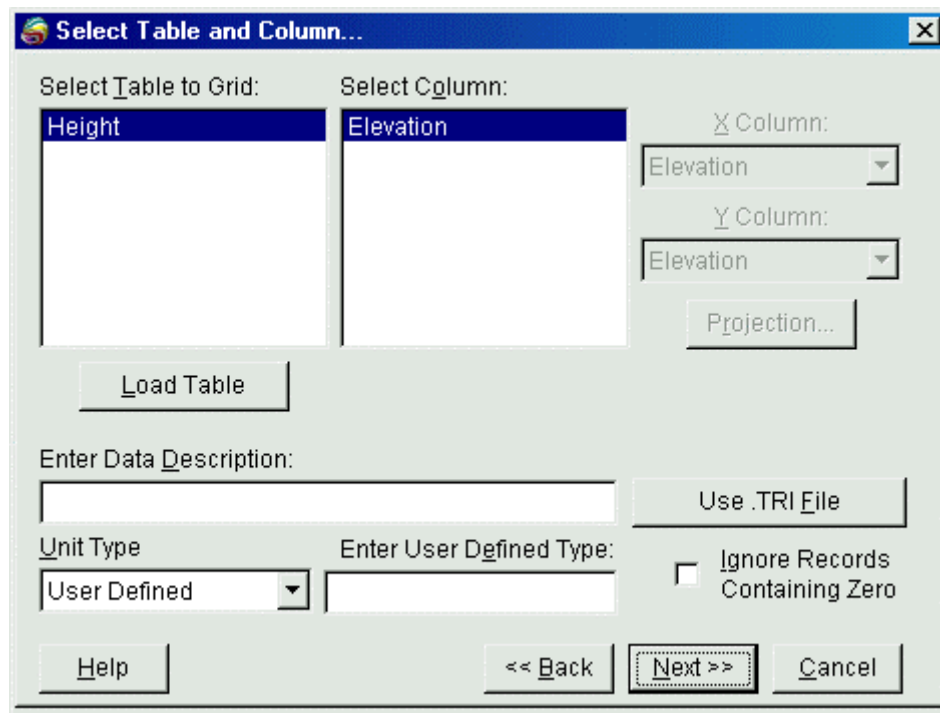 Select Table and Column...
Select Table to Grid:
Select Column:
Height
Elevation
X Column:
Elevation
Y Column:
Elevation
Projection...
Load Table
Enter Data Description:
Use .TRI File
Unit Type
Enter User Defined Type:
User Defined
Ignore Records
Containing Zero
Help
<< Back
Next >>
Cancel